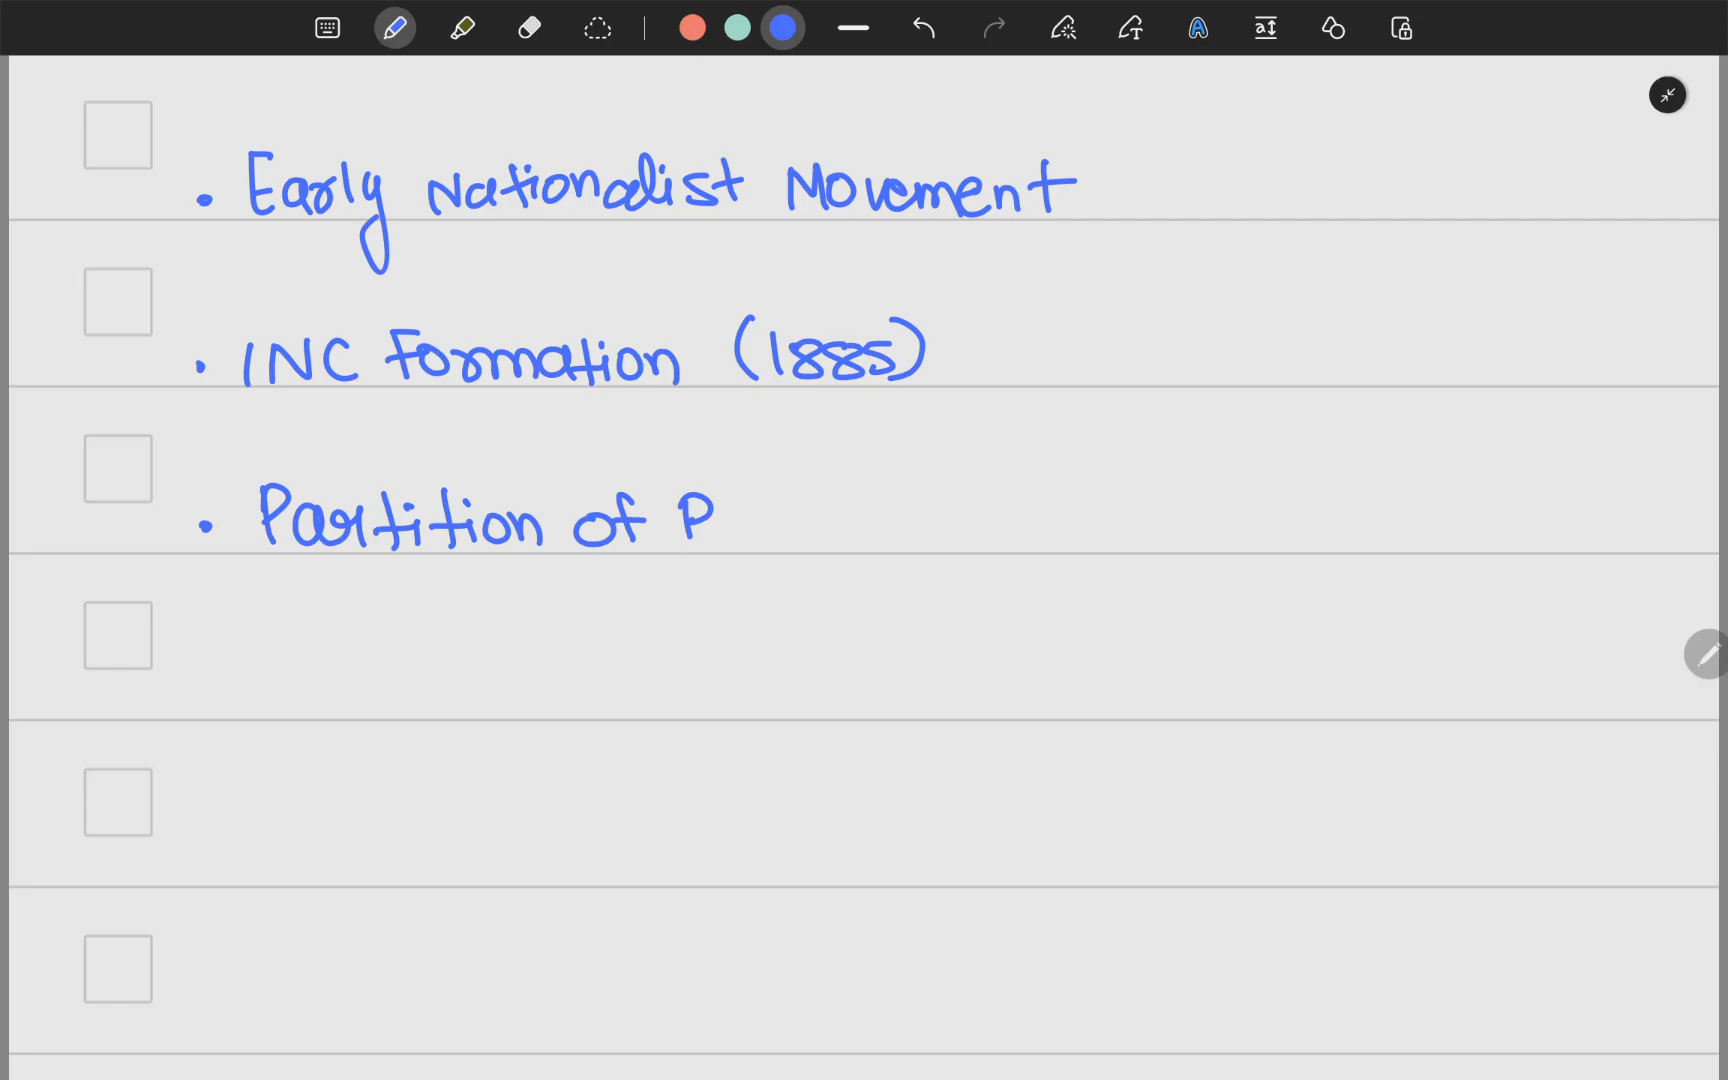 • Early Nationalist Movement
• INC Formation (1885)
• Partition of P